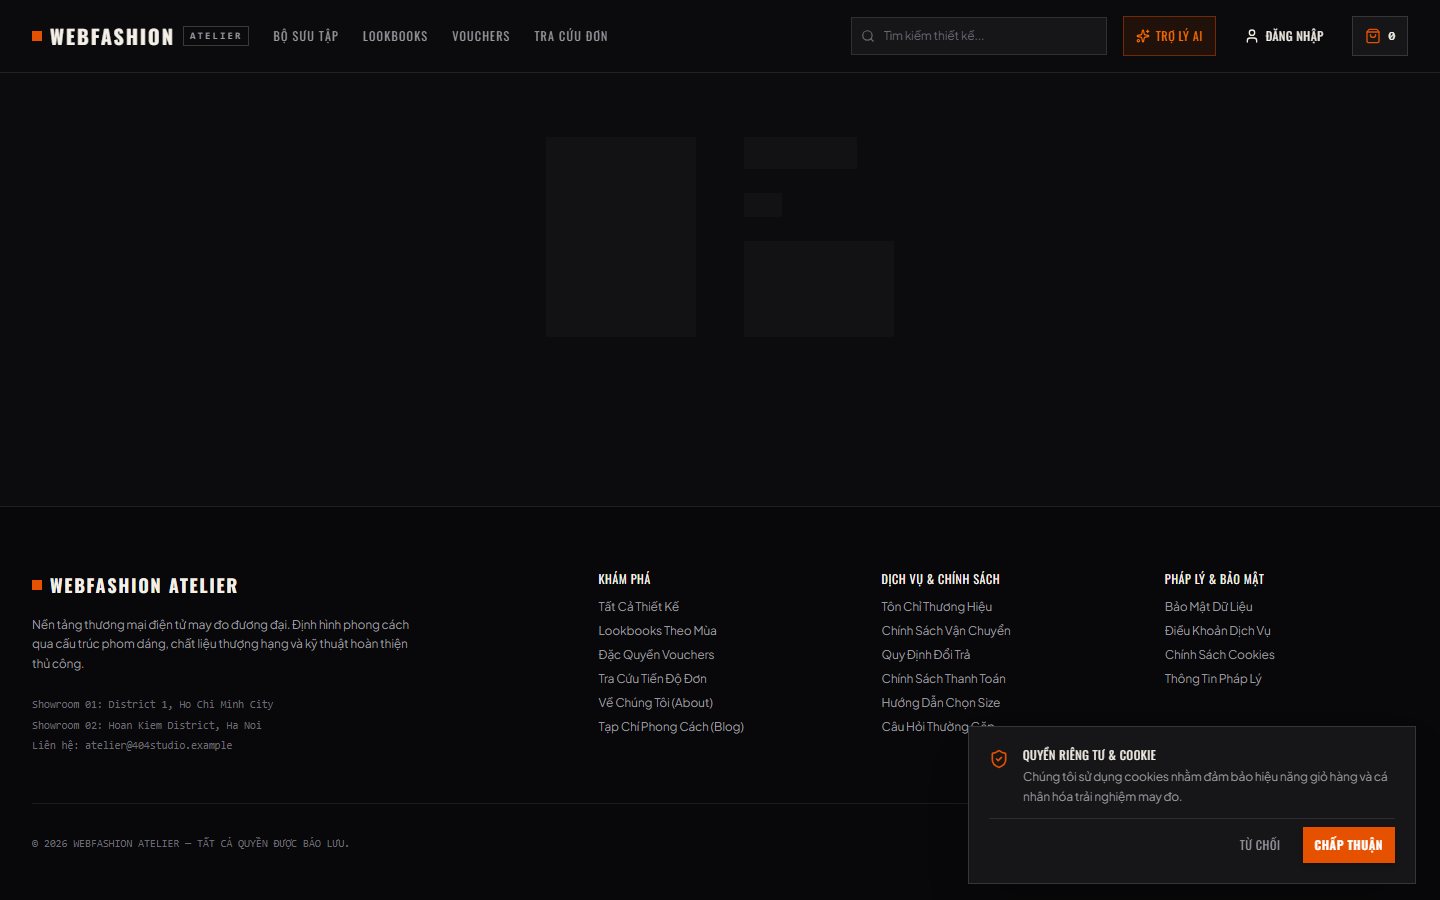 WEBFASHION ATELIER BỘ SƯU TẬP LOOKBOOKS VOUCHERS TRA CỨU ĐƠN Tìm kiếm thiết kế... TRỢ LÝ AI ĐĂNG NHẬP 0
WEBFASHION ATELIER
Nền tảng thương mại điện tử may đo đương đại. Định hình phong cách
qua cấu trúc phom dáng, chất liệu thượng hạng và kỹ thuật hoàn thiện
thủ công.
Showroom 01: District 1, Ho Chi Minh City
Showroom 02: Hoan Kiem District, Ha Noi
Liên hệ: atelier@404studio.example
KHÁM PHÁ
Tất Cả Thiết Kế
Lookbooks Theo Mùa
Đặc Quyền Vouchers
Tra Cứu Tiến Độ Đơn
Về Chúng Tôi (About)
Tạp Chí Phong Cách (Blog)
DỊCH VỤ & CHÍNH SÁCH
Tôn Chỉ Thương Hiệu
Chính Sách Vận Chuyển
Quy Định Đổi Trả
Chính Sách Thanh Toán
Hướng Dẫn Chọn Size
Câu Hỏi Thường Gặp
PHÁP LÝ & BẢO MẬT
Bảo Mật Dữ Liệu
Điều Khoản Dịch Vụ
Chính Sách Cookies
Thông Tin Pháp Lý
© 2026 WEBFASHION ATELIER — TẤT CẢ QUYỀN ĐƯỢC BẢO LƯU.
QUYỀN RIÊNG TƯ & COOKIE
Chúng tôi sử dụng cookies nhằm đảm bảo hiệu năng giỏ hàng và cá
nhân hóa trải nghiệm may đo.
TỪ CHỐI CHẤP THUẬN